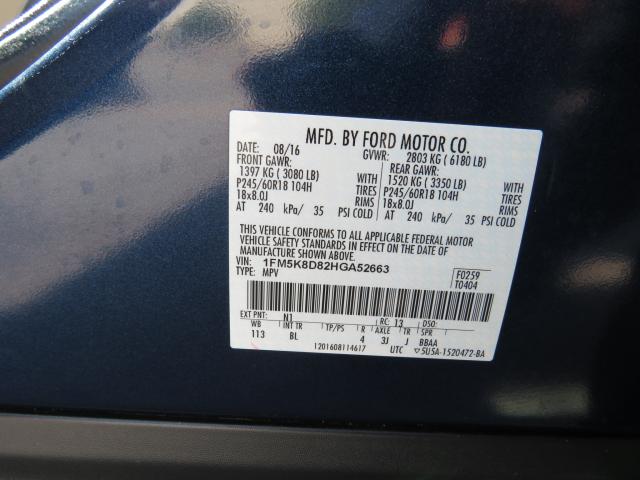 MFD. BY FORD MOTOR CO.
DATE: 08/16 GVWR: 2803 KG ( 6180 LB)
FRONT GAWR: REAR GAWR:
1397 KG ( 3080 LB) WITH 1520 KG ( 3350 LB) WITH
P245/60R18 104H TIRES P245/60R18 104H TIRES
18x8.0J RIMS 18x8.0J RIMS
AT 240 kPa/ 35 PSI COLD AT 240 kPa/ 35 PSI COLD
THIS VEHICLE CONFORMS TO ALL APPLICABLE FEDERAL MOTOR
VEHICLE SAFETY STANDARDS IN EFFECT ON THE DATE OF
MANUFACTURE SHOWN ABOVE.
VIN: 1FM5K8D82HGA52663
TYPE: MPV F0259
T0404
EXT PNT: N1 RC: 13 DSO:
WB INT TR TP/PS R AXLE TR SPR
113 BL 4 3J J BBAA
1201608114617 UTC ▽5U5A-1520472-BA